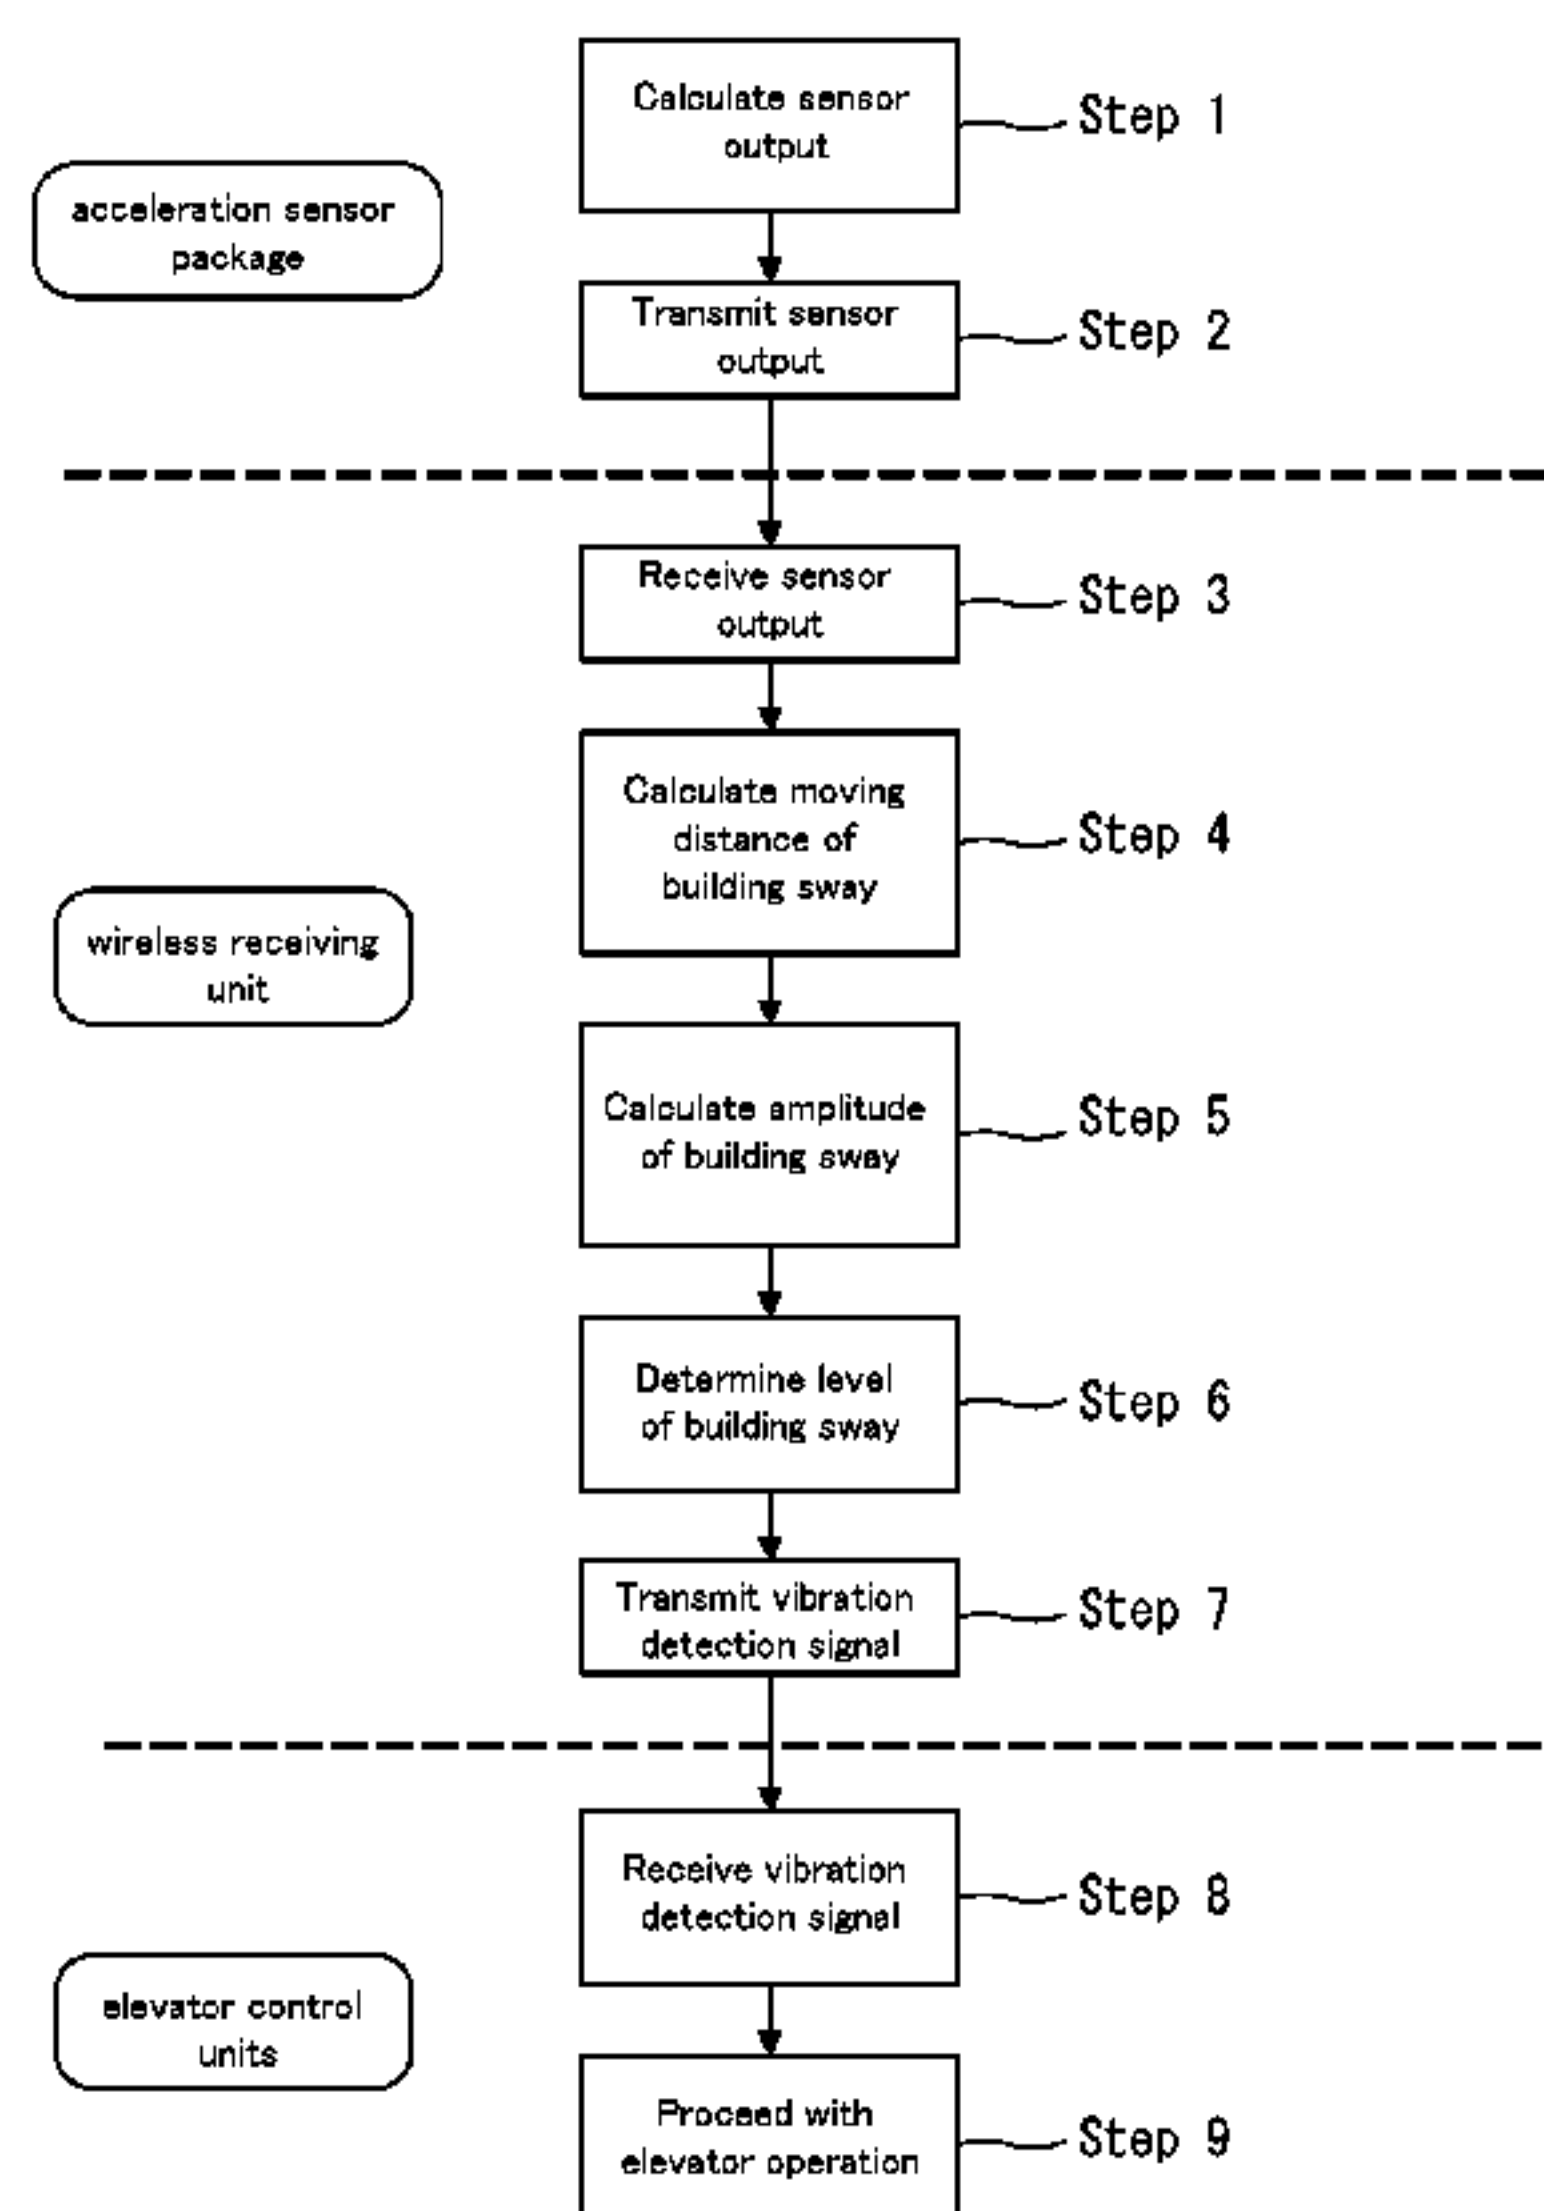 Calculate sensor
output
Step 1
acceleration sensor
package
Transmit sensor
output
Step 2
Receive sensor
output
Step 3
Calculate moving
distance of
building sway
Step 4
wireless receiving
unit
Calculate amplitude
of building sway
Step 5
Determine level
of building sway
Step 6
Transmit vibration
detection signal
Step 7
Receive vibration
detection signal
Step 8
elevator control
units
Proceed with
elevator operation
Step 9